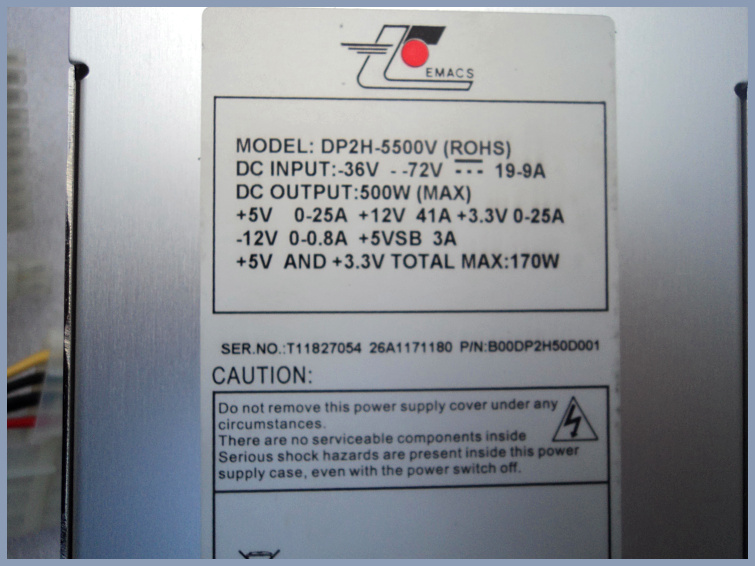 EMACS
MODEL: DP2H-5500V (ROHS)
DC INPUT:-36V - -72V ⎓ 19-9A
DC OUTPUT:500W (MAX)
+5V 0-25A +12V 41A +3.3V 0-25A
-12V 0-0.8A +5VSB 3A
+5V AND +3.3V TOTAL MAX:170W
SER.NO.:T11827054 26A1171180 P/N:B00DP2H50D001
CAUTION:
Do not remove this power supply cover under any
circumstances.
There are no serviceable components inside
Serious shock hazards are present inside this power
supply case, even with the power switch off.